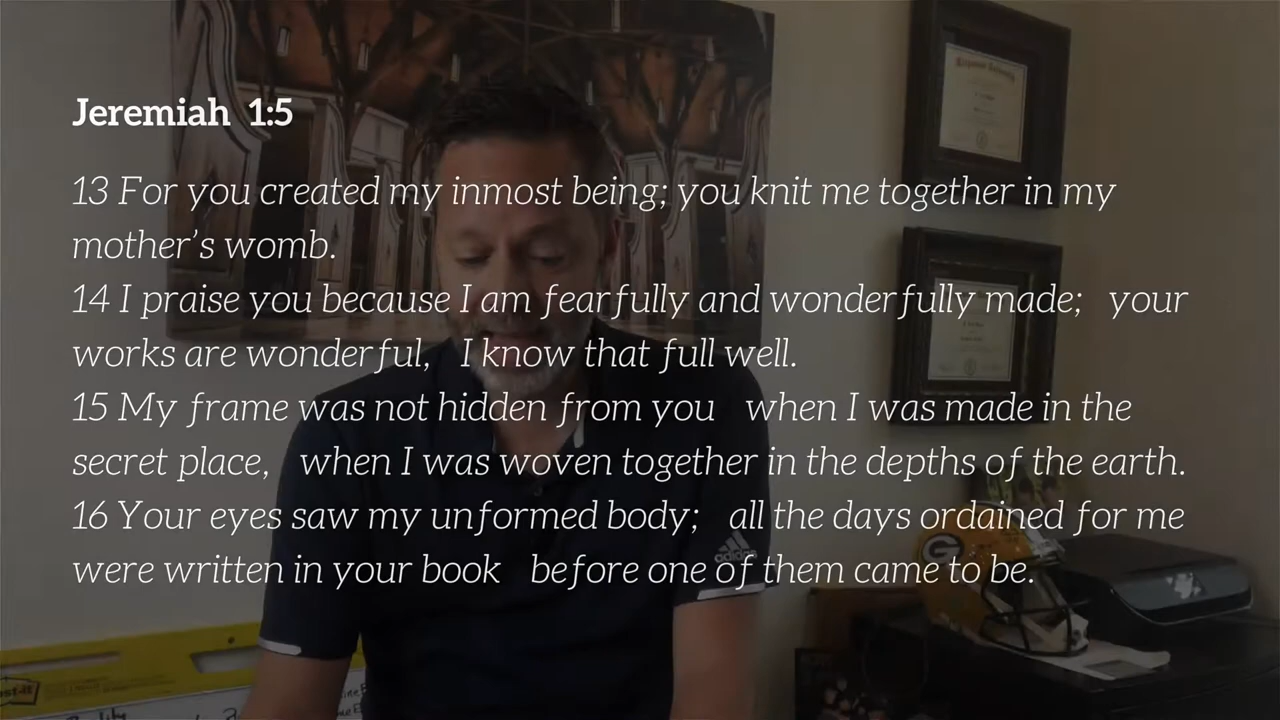 Jeremiah 1:5
13 For you created my inmost being; you knit me together in my
mother's womb.
14 I praise you because I am fearfully and wonderfully made; your
works are wonderful, I know that full well.
15 My frame was not hidden from you when I was made in the
secret place, when I was woven together in the depths of the earth.
16 Your eyes saw my unformed body; all the days ordained for me
were written in your book before one of them came to be.
adidas
G